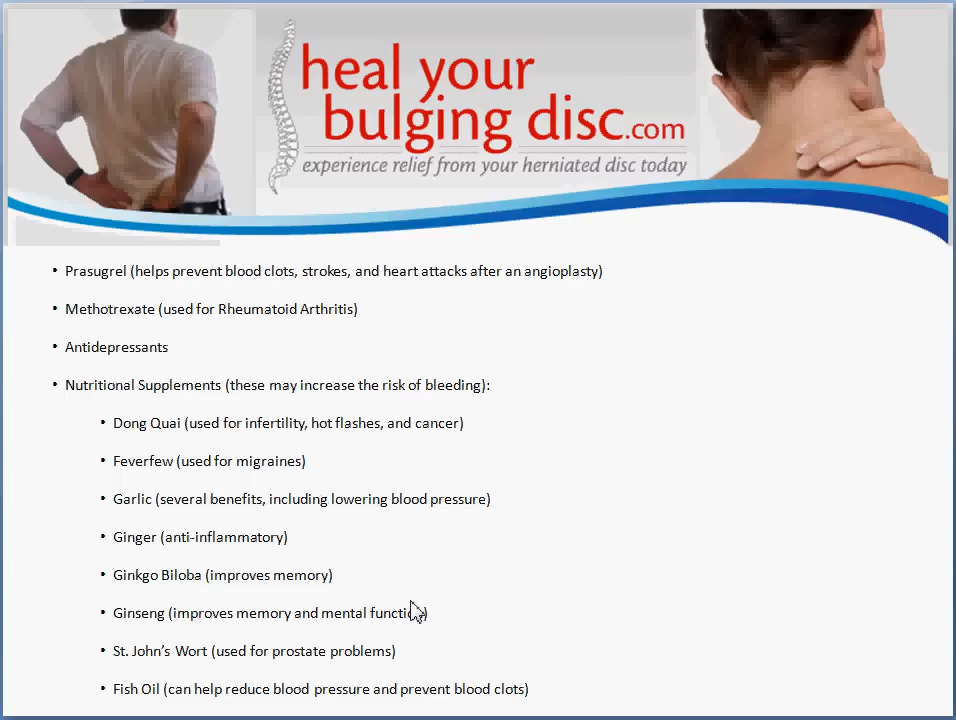 heal your
bulging disc.com
experience relief from your herniated disc today
• Prasugrel (helps prevent blood clots, strokes, and heart attacks after an angioplasty)
• Methotrexate (used for Rheumatoid Arthritis)
• Antidepressants
• Nutritional Supplements (these may increase the risk of bleeding):
• Dong Quai (used for infertility, hot flashes, and cancer)
• Feverfew (used for migraines)
• Garlic (several benefits, including lowering blood pressure)
• Ginger (anti-inflammatory)
• Ginkgo Biloba (improves memory)
• Ginseng (improves memory and mental function)
• St. John’s Wort (used for prostate problems)
• Fish Oil (can help reduce blood pressure and prevent blood clots)